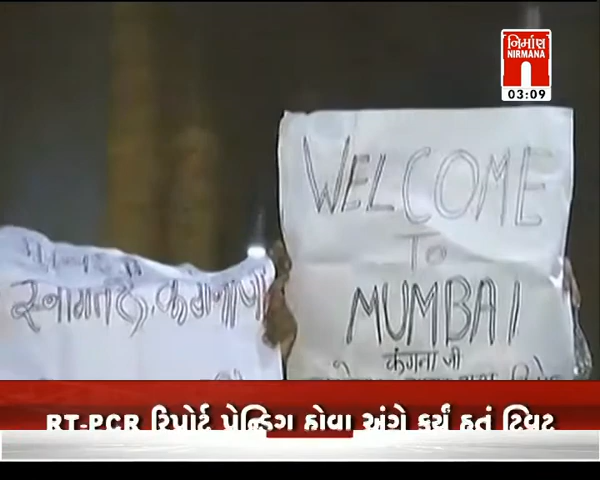 નિર્માણ
NIRMANA
03:09
WELCOME
TO
MUMBAI
कंगना जी
स्वागत है, कंगना जी
RT-PCR રિપોર્ટ પેન્ડિંગ હોવા અંગે કર્યું હતું ટ્વિટ